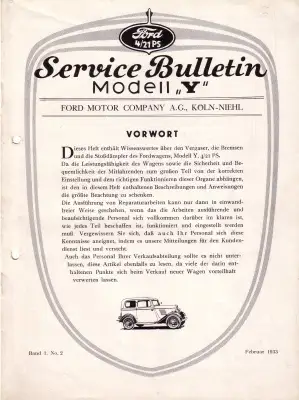 Ford
4/21 PS
Service Bulletin
Modell „Y“
FORD MOTOR COMPANY A.G., KÖLN-NIEHL
VORWORT
Dieses Heft enthält Wissenswertes über den Vergaser, die Bremsen
und die Stoßdämpfer des Fordwagens, Modell Y, 4/21 PS.
Da die Leistungsfähigkeit des Wagens sowie die Sicherheit und Be-
quemlichkeit der Mitfahrenden zum großen Teil von der korrekten
Einstellung und dem richtigen Funktionieren dieser Organe abhängen,
ist den in diesem Heft enthaltenen Beschreibungen und Anweisungen
die größte Beachtung zu schenken.
Die Ausführung von Reparaturarbeiten kann nur dann in einwand-
freier Weise geschehen, wenn das die Arbeiten ausführende und
beaufsichtigende Personal sich vollkommen darüber im klaren ist,
wie jedes Teil beschaffen ist, funktioniert und eingestellt werden
muß. Vergewissern Sie sich, daß auch Ihr Personal sich diese
Kenntnisse aneignet, indem es unsere Mitteilungen für den Kunden-
dienst liest und versteht.
Auch das Personal Ihrer Verkaufsabteilung sollte es nicht unter-
lassen, diese Artikel ebenfalls zu lesen, da viele der darin ent-
haltenen Punkte sich beim Verkauf neuer Wagen vorteilhaft
verwerten lassen.
Band 1. No. 2
Februar 1933